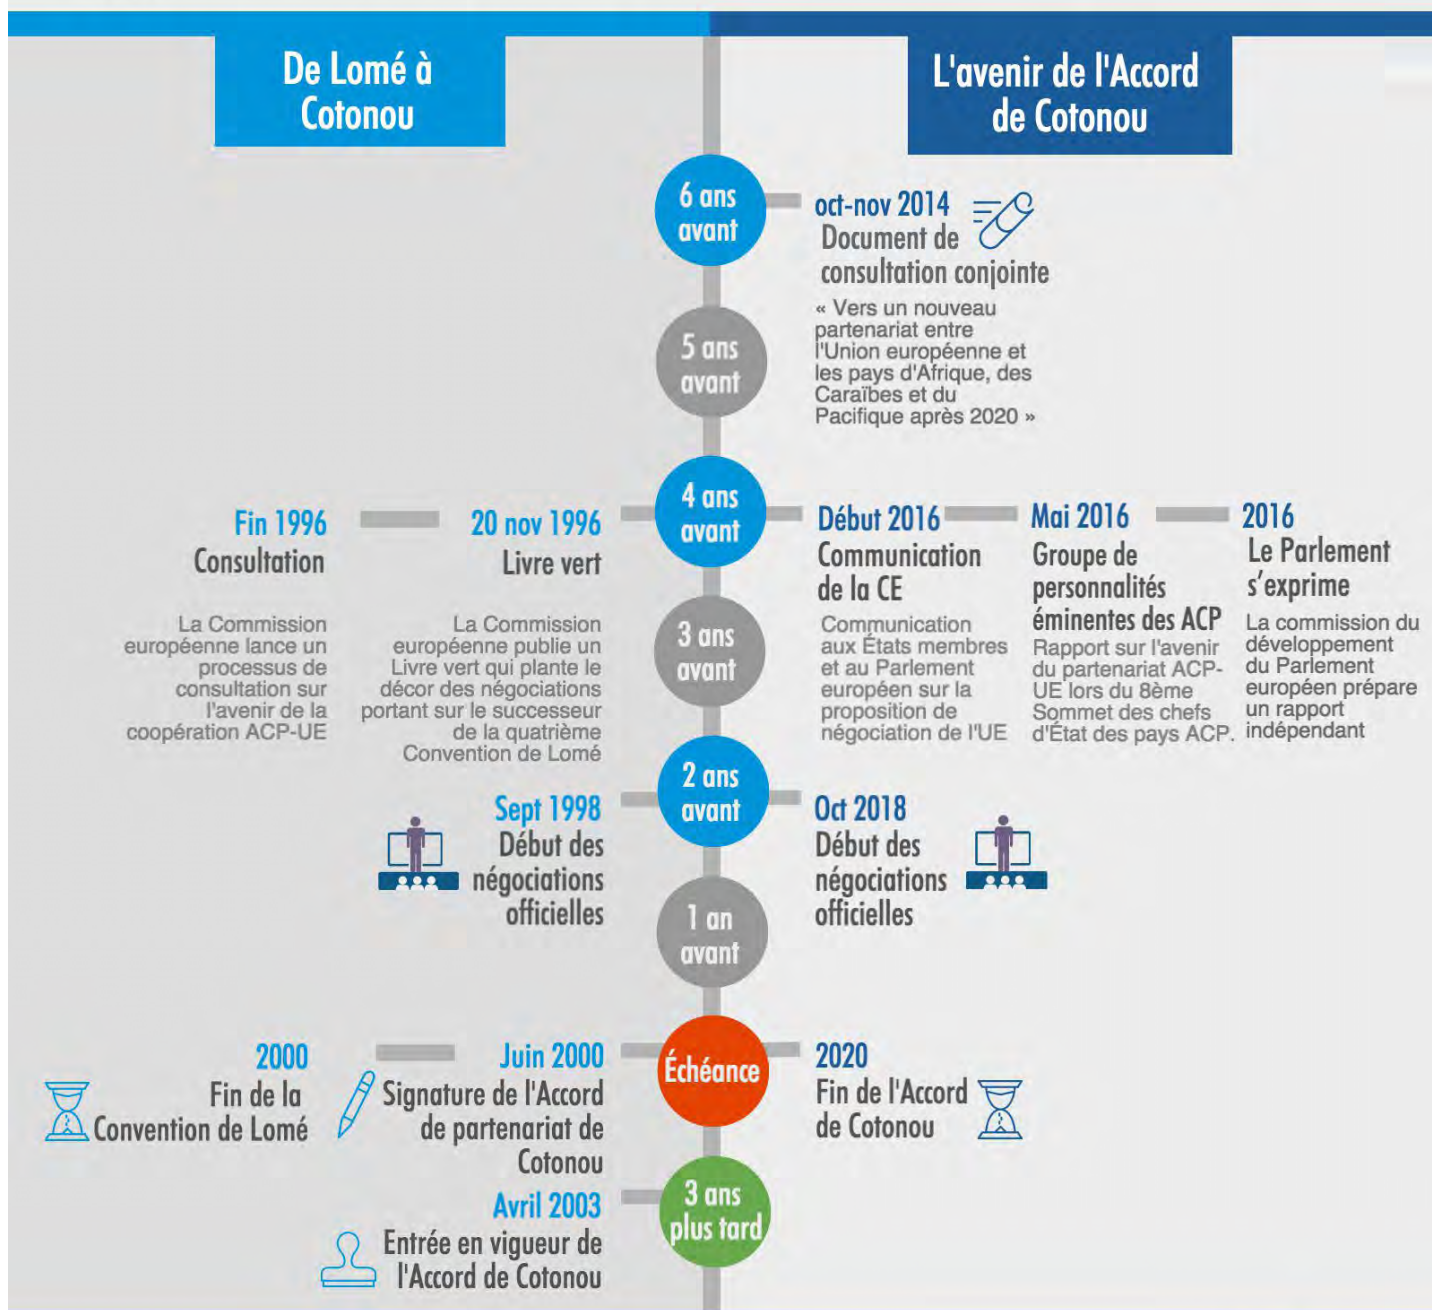 De Lomé à
Cotonou
L'avenir de l'Accord
de Cotonou
6 ans
avant
oct-nov 2014
Document de
consultation conjointe
« Vers un nouveau
partenariat entre
l'Union européenne et
les pays d'Afrique, des
Caraïbes et du
Pacifique après 2020 »
5 ans
avant
4 ans
avant
Fin 1996
Consultation
La Commission
européenne lance un
processus de
consultation sur
l'avenir de la
coopération ACP-UE
20 nov 1996
Livre vert
La Commission
européenne publie un
Livre vert qui plante le
décor des négociations
portant sur le successeur
de la quatrième
Convention de Lomé
Début 2016
Communication
de la CE
Communication
aux États membres
et au Parlement
européen sur la
proposition de
négociation de l'UE
Mai 2016
Groupe de
personnalités
éminentes des ACP
Rapport sur l'avenir
du partenariat ACP-
UE lors du 8ème
Sommet des chefs
d'État des pays ACP.
2016
Le Parlement
s’exprime
La commission du
développement
du Parlement
européen prépare
un rapport
indépendant
3 ans
avant
2 ans
avant
Sept 1998
Début des
négociations
officielles
Oct 2018
Début des
négociations
officielles
1 an
avant
Échéance
2000
Fin de la
Convention de Lomé
Juin 2000
Signature de l'Accord
de partenariat de
Cotonou
2020
Fin de l'Accord
de Cotonou
3 ans
plus tard
Avril 2003
Entrée en vigueur de
l'Accord de Cotonou